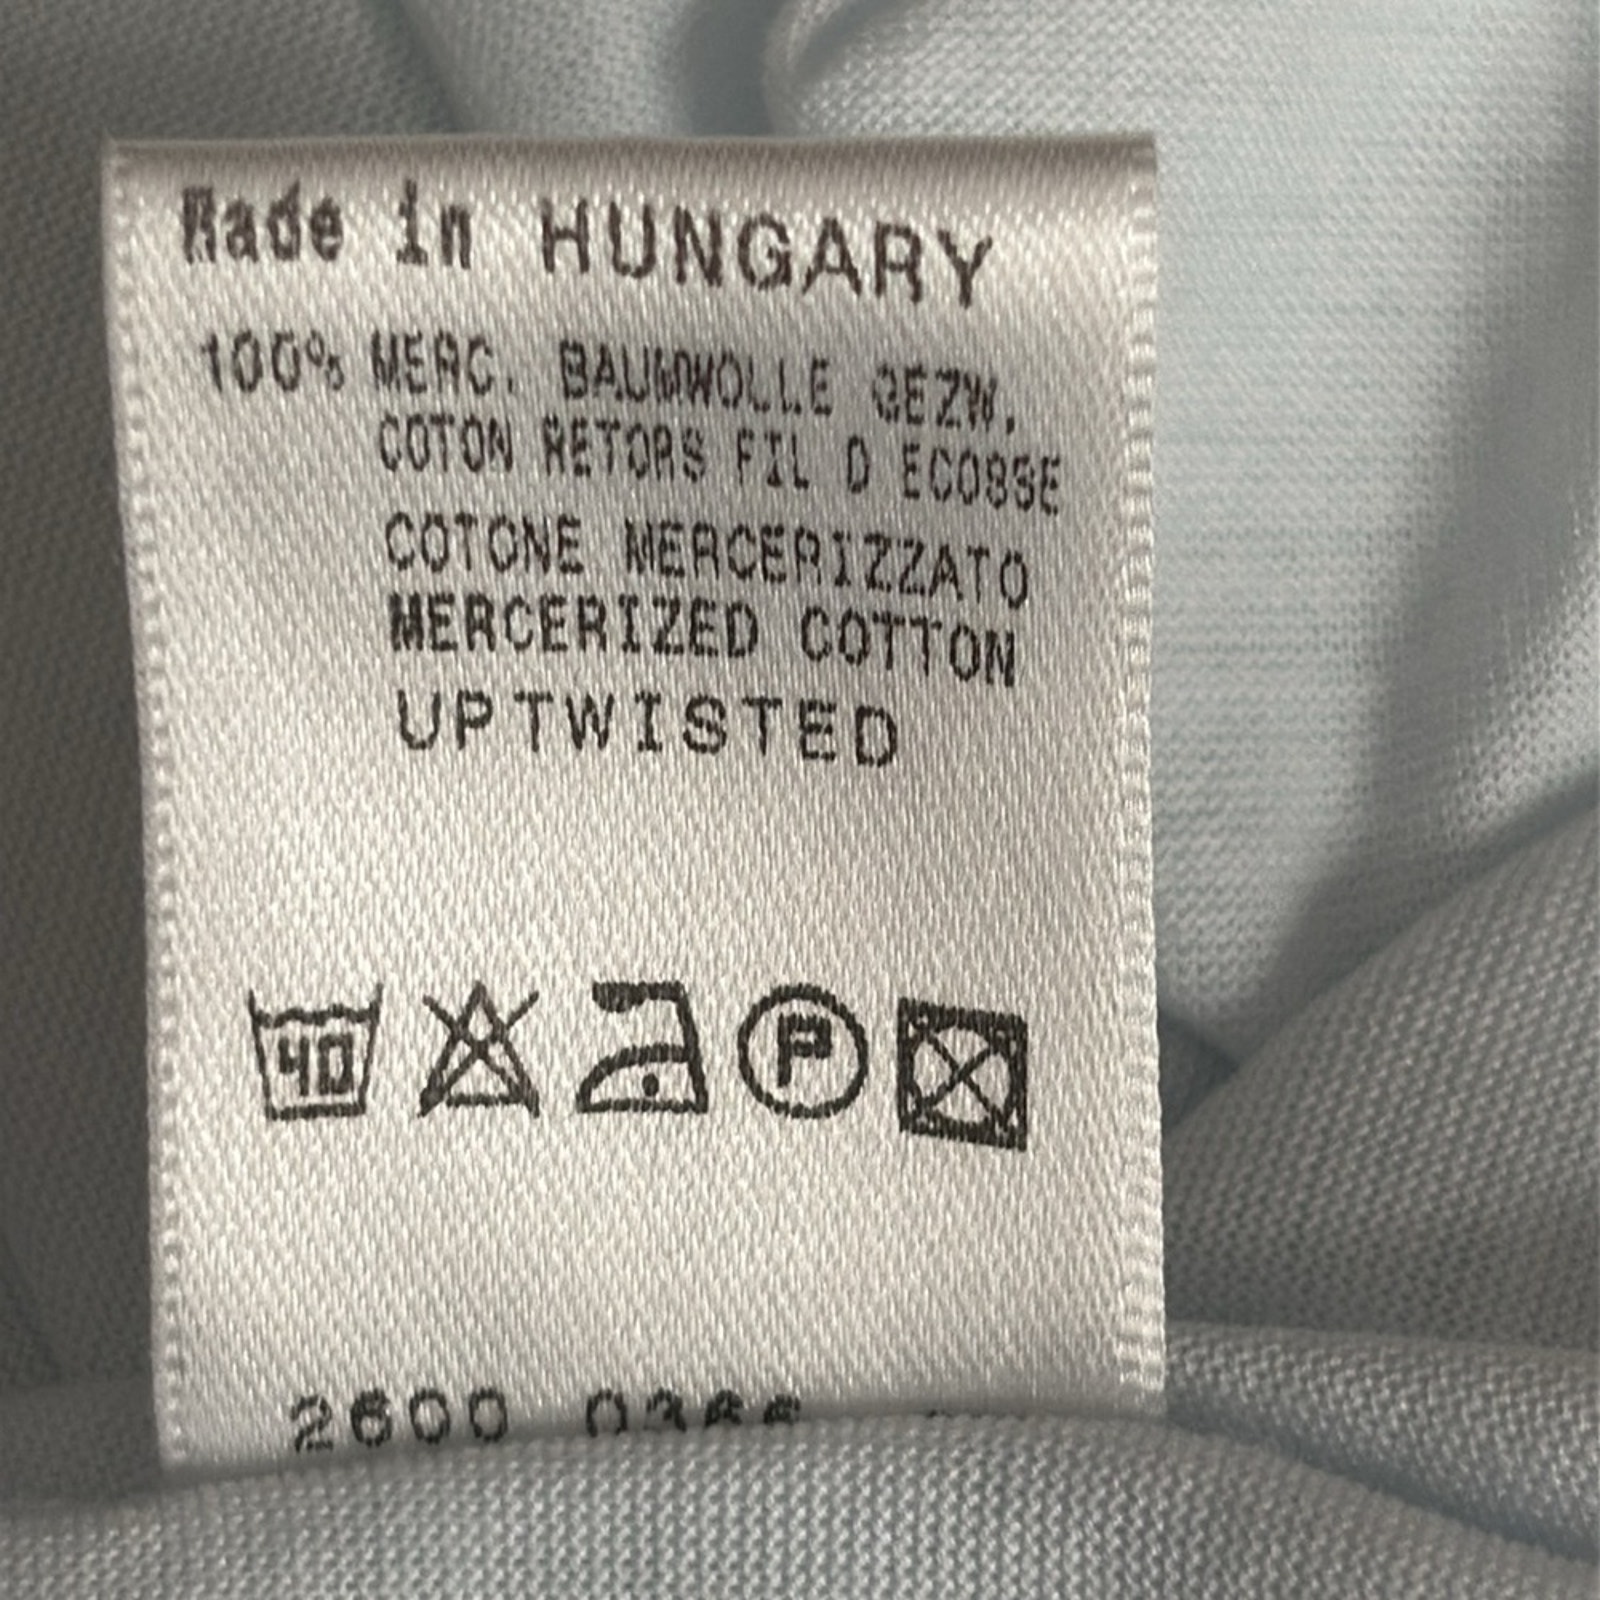 Made in HUNGARY
100% MERC. BAUMWOLLE GEZW.
COTON RETORS FIL D ECOSSE
COTONE MERCERIZZATO
MERCERIZED COTTON
UPTWISTED
40 P
2600